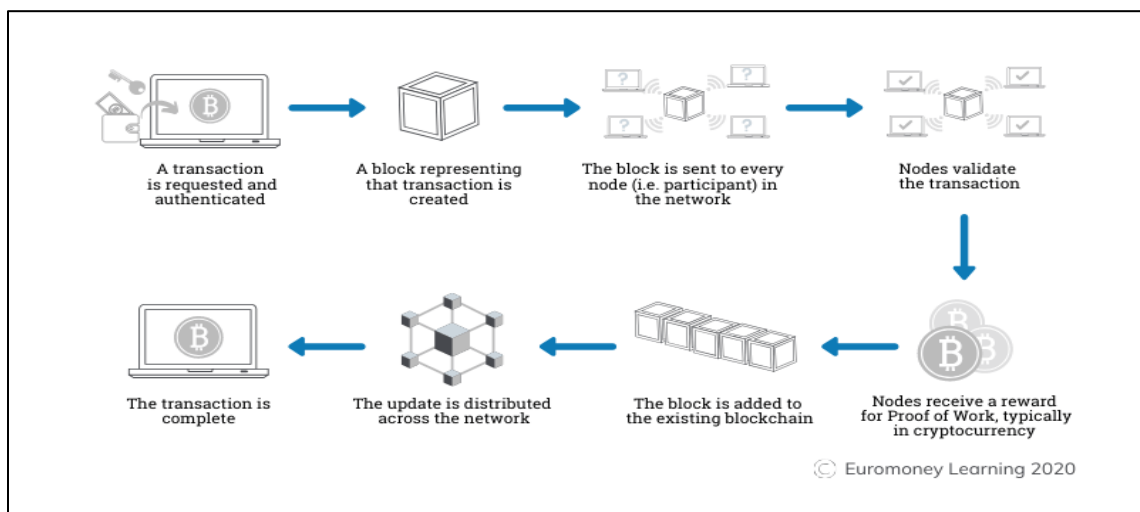 A transaction
is requested and
authenticated
A block representing
that transaction is
created
The block is sent to every
node (i.e. participant) in
the network
Nodes validate
the transaction
Nodes receive a reward
for Proof of Work, typically
in cryptocurrency
The block is added to
the existing blockchain
The update is distributed
across the network
The transaction is
complete
© Euromoney Learning 2020